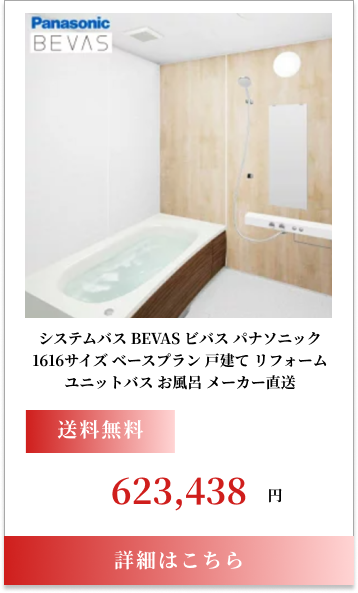 Panasonic
BEVAS
システムバス BEVAS ビバス パナソニック
1616サイズ ベースプラン 戸建て リフォーム
ユニットバス お風呂 メーカー直送
送料無料
623,438 円
詳細はこちら